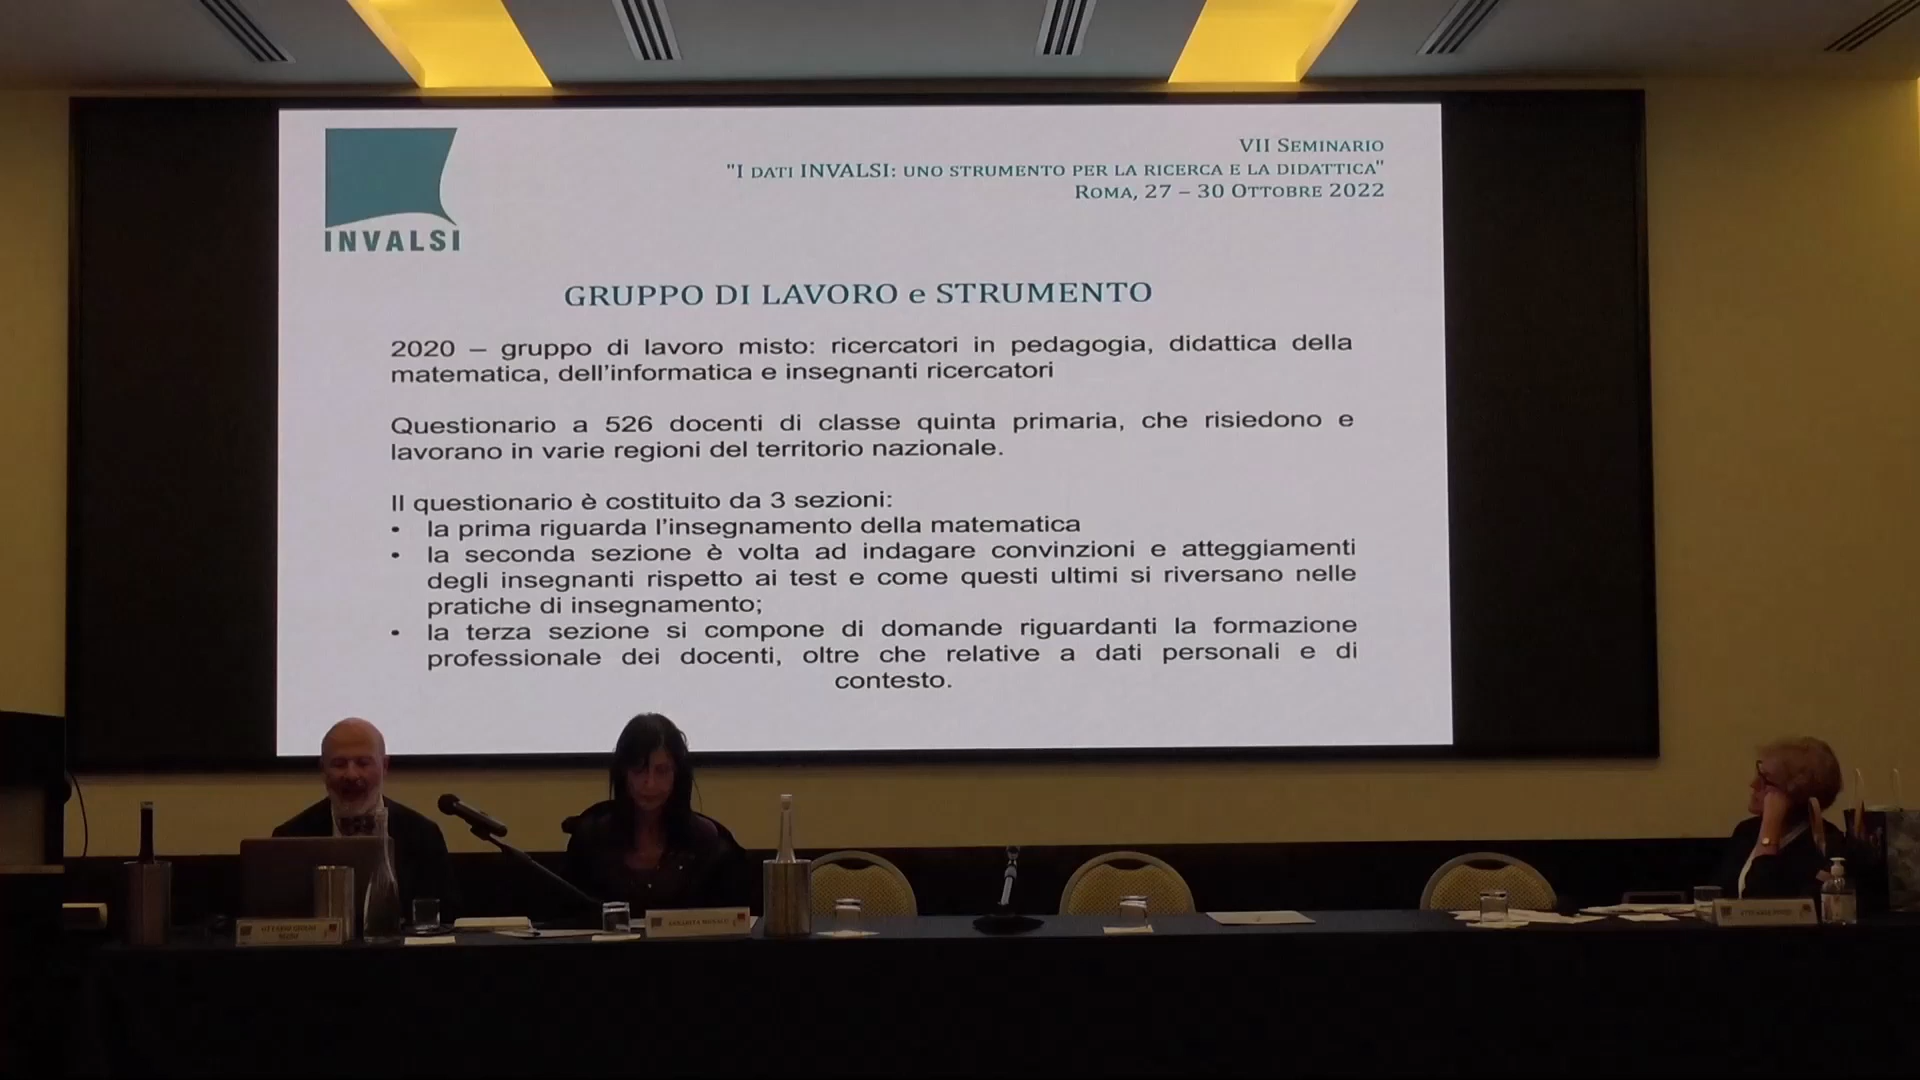 INVALSI
VII SEMINARIO
"I DATI INVALSI: UNO STRUMENTO PER LA RICERCA E LA DIDATTICA"
ROMA, 27 – 30 OTTOBRE 2022
GRUPPO DI LAVORO e STRUMENTO
2020 – gruppo di lavoro misto: ricercatori in pedagogia, didattica della
matematica, dell'informatica e insegnanti ricercatori
Questionario a 526 docenti di classe quinta primaria, che risiedono e
lavorano in varie regioni del territorio nazionale.
Il questionario è costituito da 3 sezioni:
• la prima riguarda l'insegnamento della matematica
• la seconda sezione è volta ad indagare convinzioni e atteggiamenti
degli insegnanti rispetto ai test e come questi ultimi si riversano nelle
pratiche di insegnamento;
• la terza sezione si compone di domande riguardanti la formazione
professionale dei docenti, oltre che relative a dati personali e di
contesto.